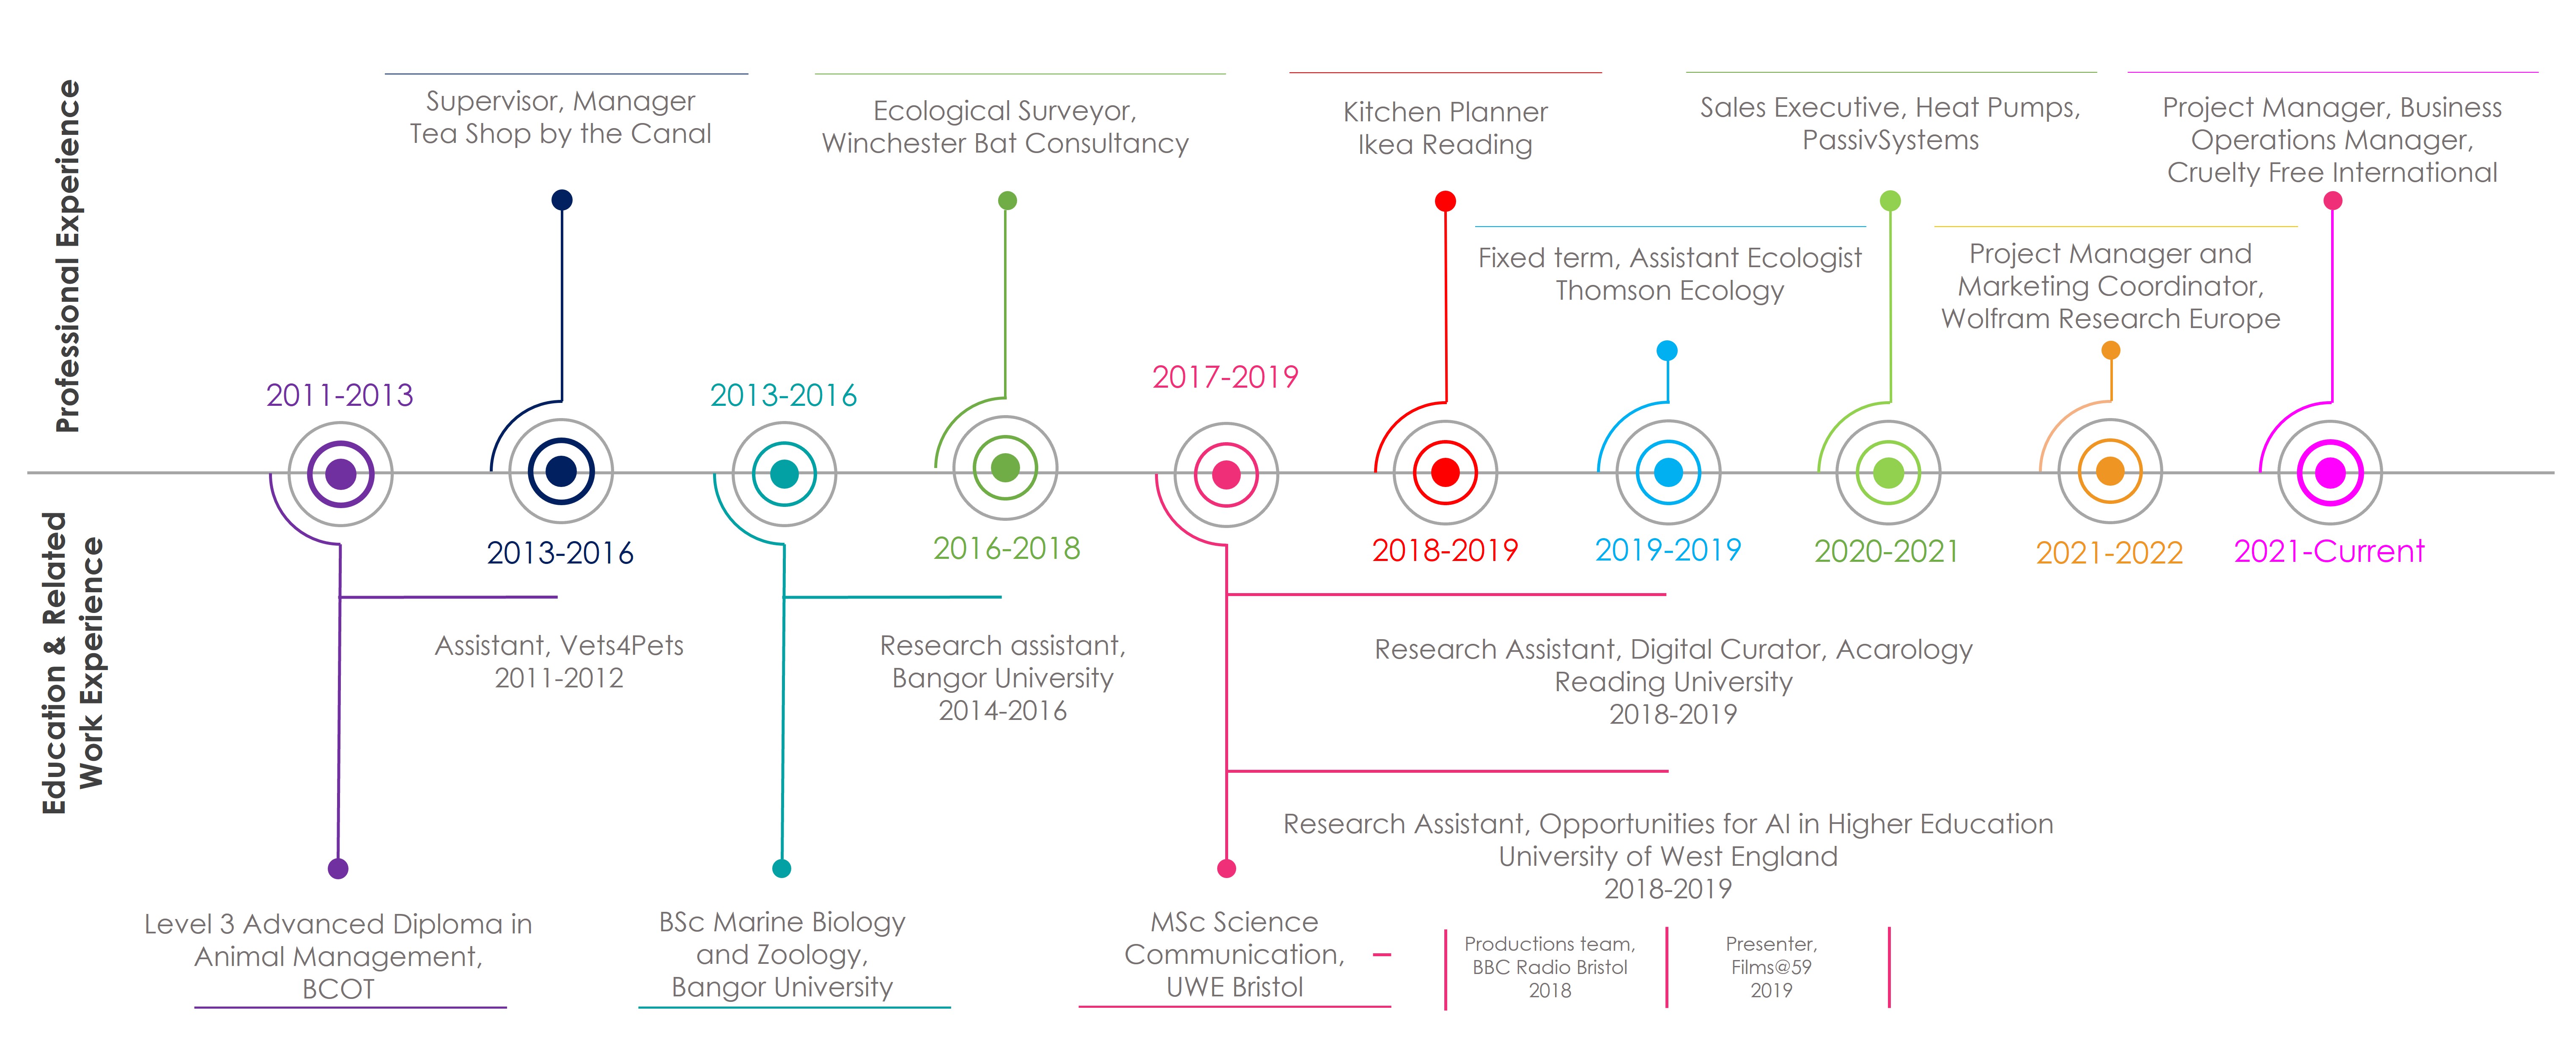 Professional Experience
Supervisor, Manager
Tea Shop by the Canal
Ecological Surveyor,
Winchester Bat Consultancy
Kitchen Planner
Ikea Reading
Sales Executive, Heat Pumps,
PassivSystems
Project Manager, Business
Operations Manager,
Cruelty Free International
Fixed term, Assistant Ecologist
Thomson Ecology
Project Manager and
Marketing Coordinator,
Wolfram Research Europe
2011-2013
2013-2016
2017-2019
2013-2016
2016-2018
2018-2019
2019-2019
2020-2021
2021-2022
2021-Current
Education & Related
Work Experience
Assistant, Vets4Pets
2011-2012
Research assistant,
Bangor University
2014-2016
Research Assistant, Digital Curator, Acarology
Reading University
2018-2019
Research Assistant, Opportunities for AI in Higher Education
University of West England
2018-2019
Level 3 Advanced Diploma in
Animal Management,
BCOT
BSc Marine Biology
and Zoology,
Bangor University
MSc Science
Communication,
UWE Bristol
Productions team,
BBC Radio Bristol
2018
Presenter,
Films@59
2019